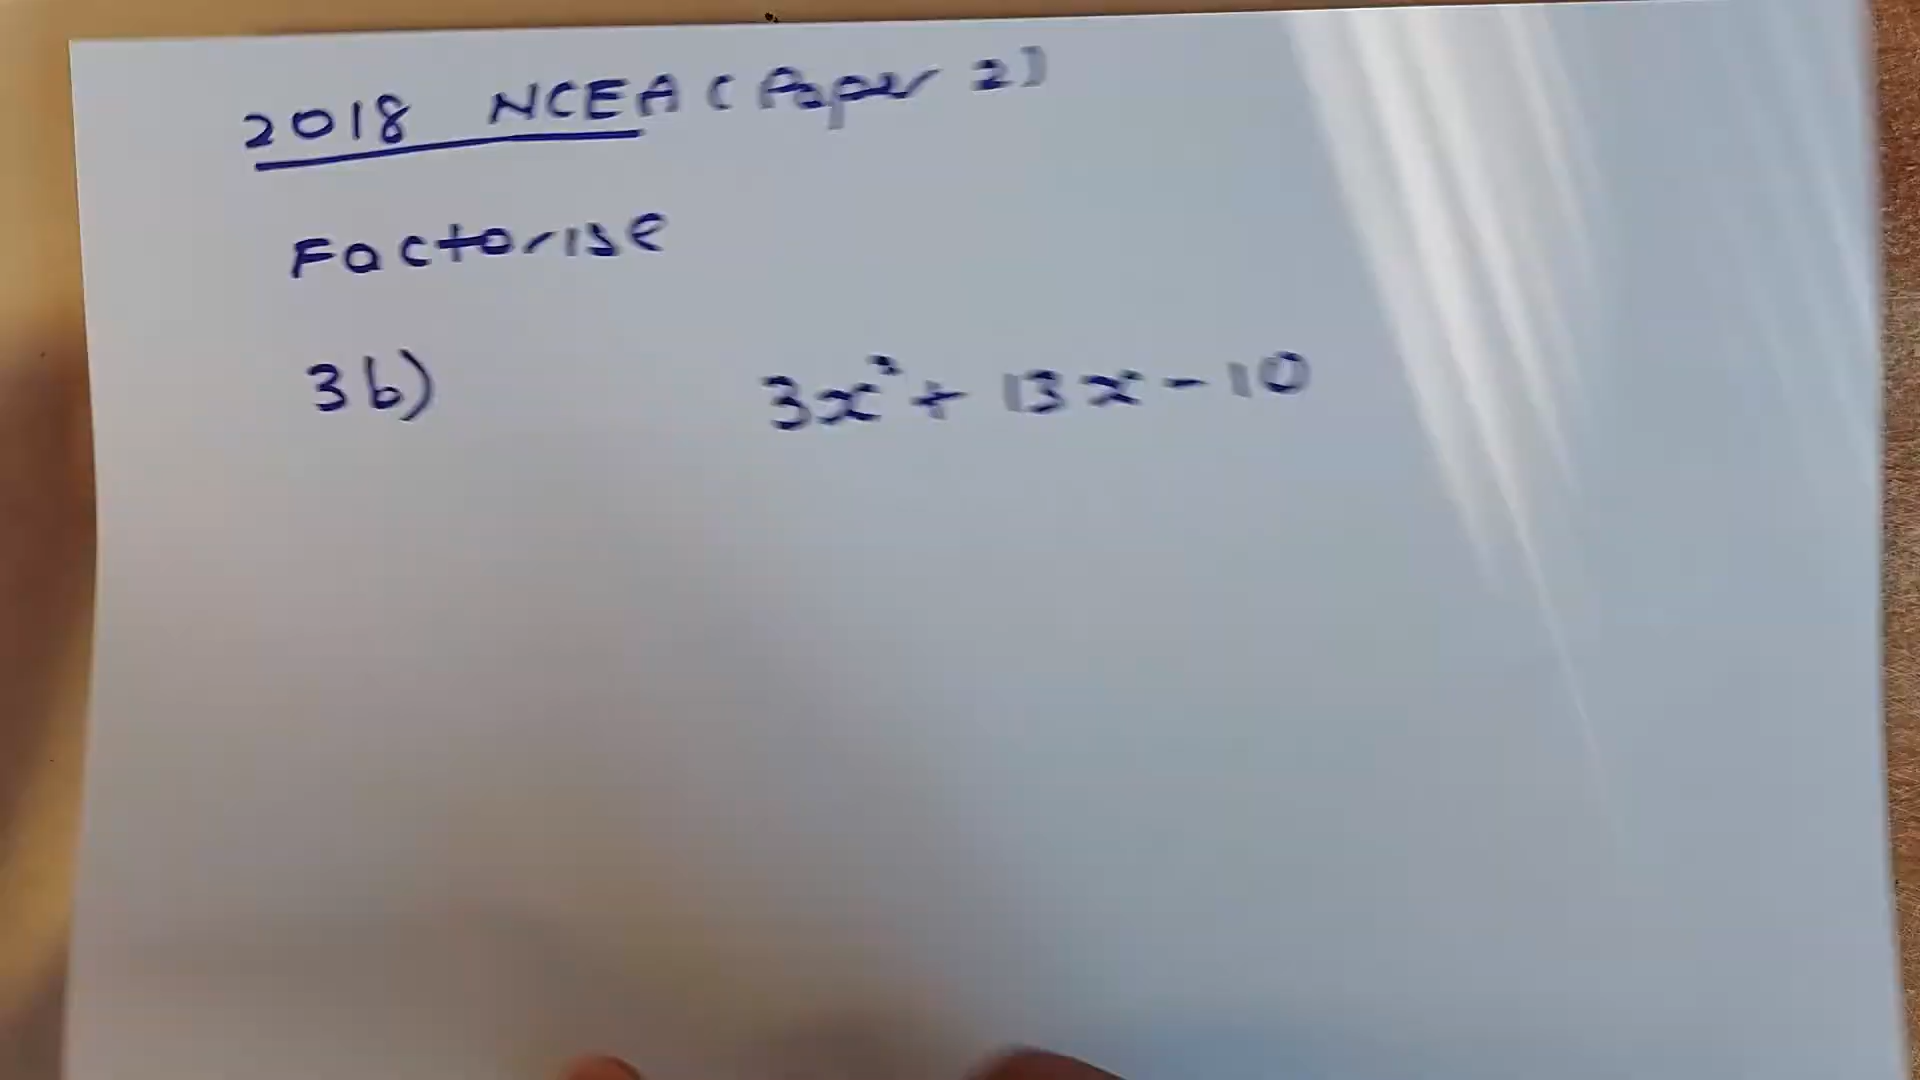 2018 NCEA (Paper 2)
Factorise
3b) 3x² + 13x - 10